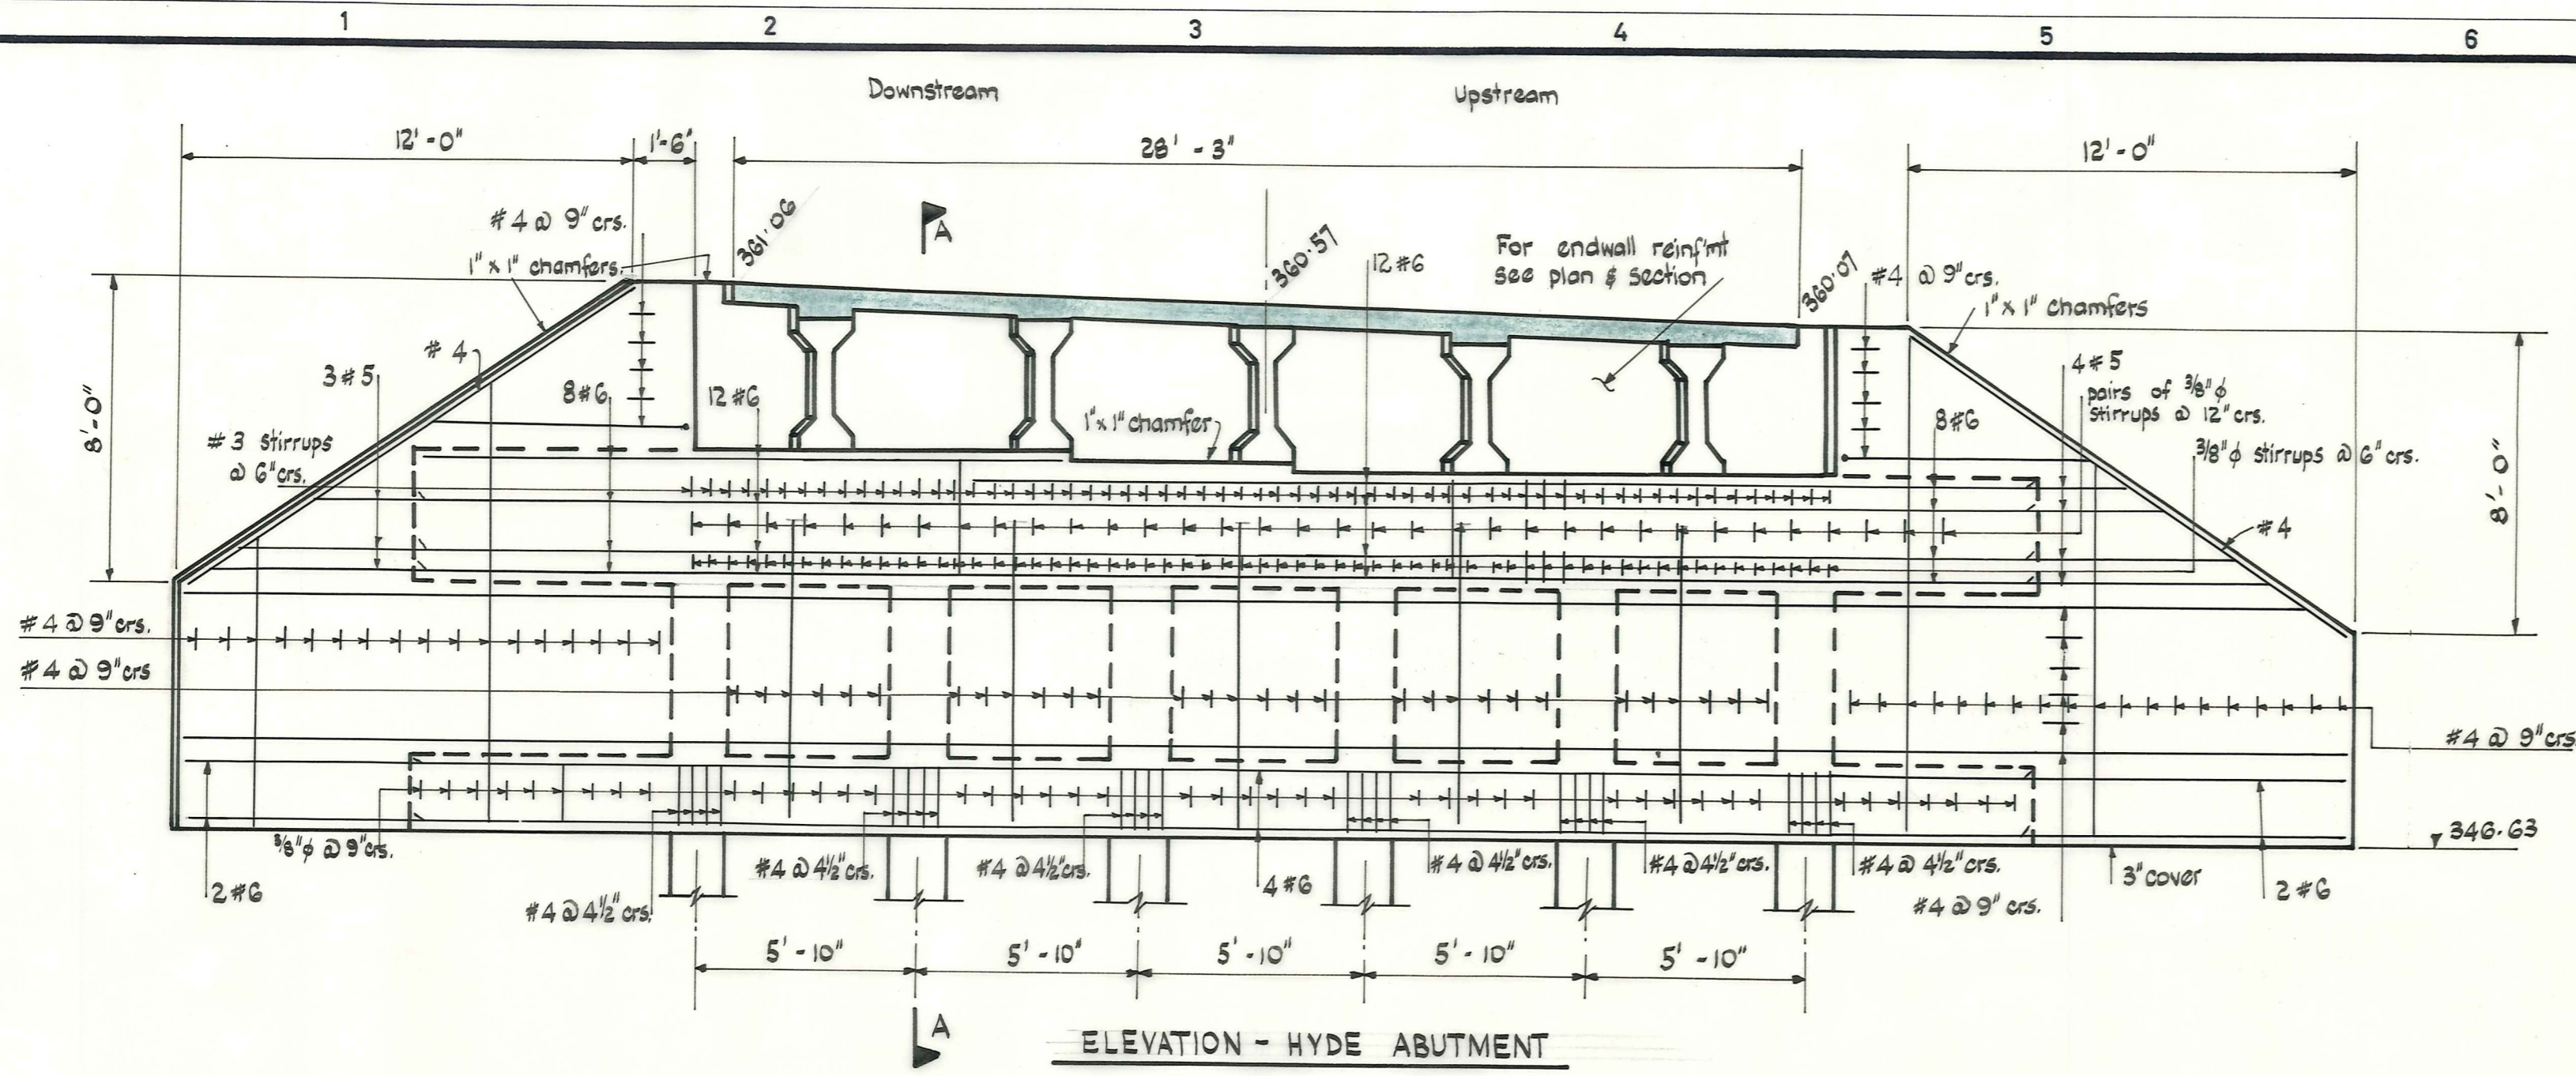 1 2 3 4 5 6
Downstream
Upstream
12'-0"
1'-6"
28' - 3"
12'-0"
#4 @ 9" crs.
1" x 1" chamfers.
361·06
A
360·57
12#6
For endwall reinf'mt
see plan & section
360·07
#4 @ 9" crs.
1" x 1" chamfers
8'-0"
# 4
3#5
8#6
12 #6
1"x1" chamfer
4#5
pairs of 3/8"φ
stirrups @ 12" crs.
8#6
3/8"φ stirrups @ 6" crs.
#3 stirrups
@ 6" crs.
#4
8'-0"
#4 @ 9" crs.
#4 @ 9" crs
#4 @ 9" crs
346·63
3/8"φ @ 9" crs.
2 #6
#4 @ 4½" crs.
#4 @ 4½" crs.
#4 @ 4½" crs.
4 #6
#4 @ 4½" crs.
#4 @ 4½" crs.
#4 @ 4½" crs.
#4 @ 9" crs.
3" cover
2 #6
5' - 10"
5' - 10"
5' - 10"
5' - 10"
5' - 10"
A
ELEVATION - HYDE ABUTMENT